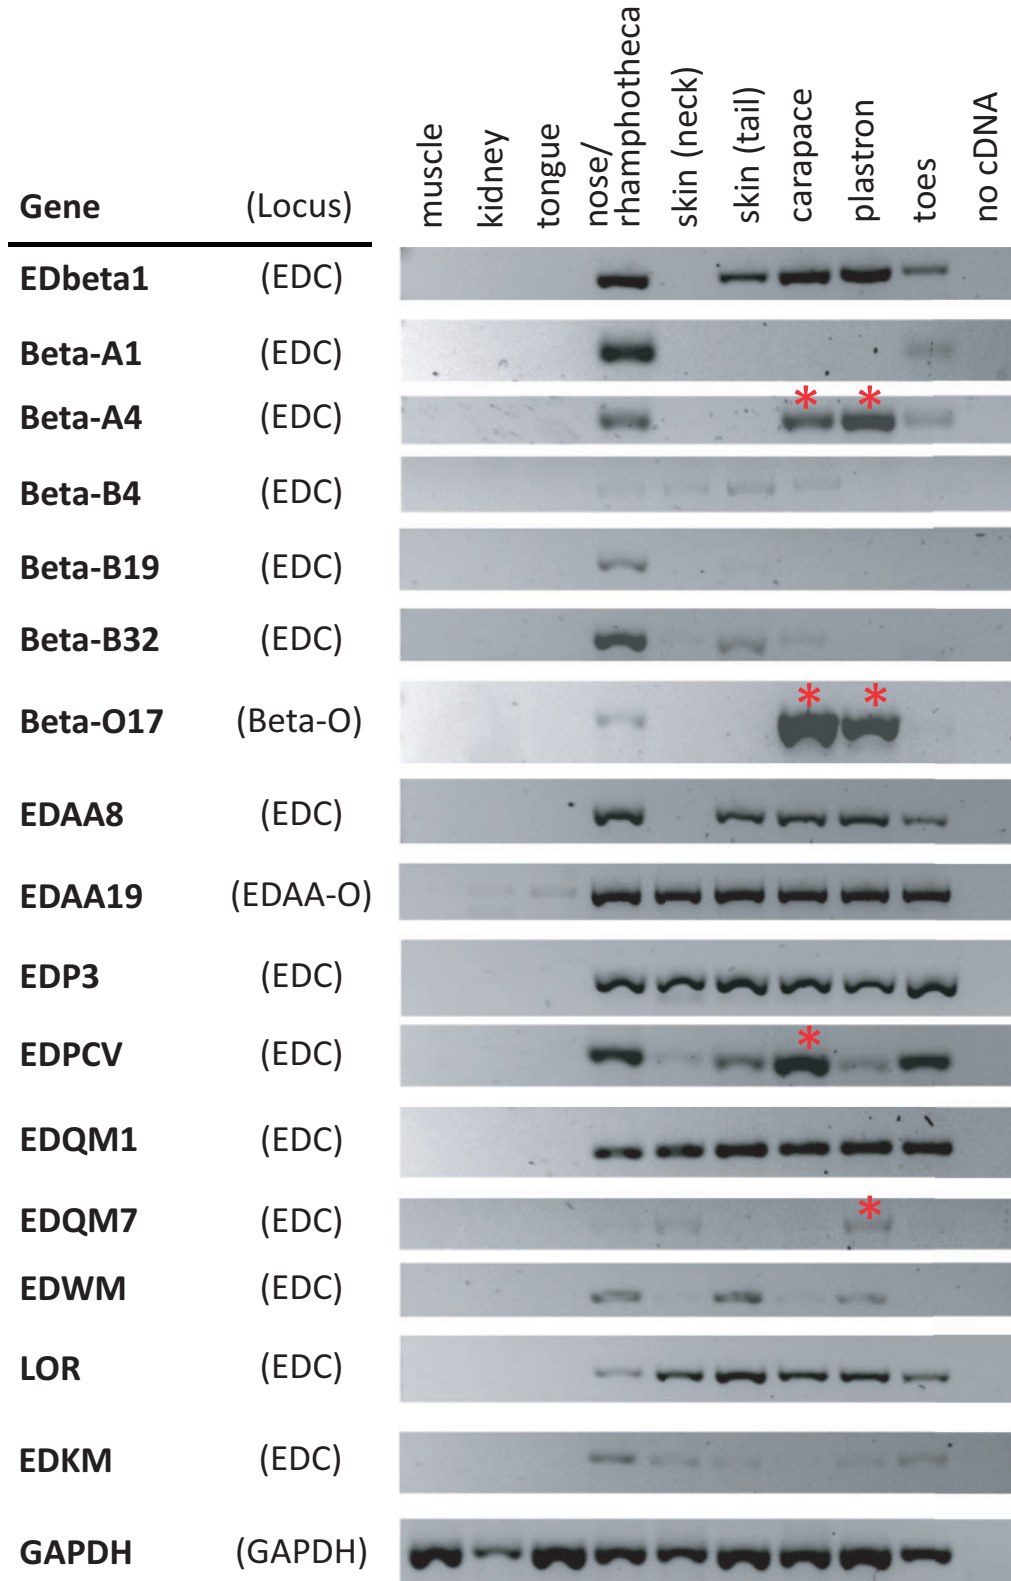 Gene (Locus) muscle kidney tongue nose/
rhamphotheca skin (neck) skin (tail) carapace plastron toes no cDNA
EDbeta1 (EDC)
Beta-A1 (EDC)
Beta-A4 (EDC) * *
Beta-B4 (EDC)
Beta-B19 (EDC)
Beta-B32 (EDC)
Beta-O17 (Beta-O) * *
EDAA8 (EDC)
EDAA19 (EDAA-O)
EDP3 (EDC)
EDPCV (EDC) *
EDQM1 (EDC)
EDQM7 (EDC) *
EDWM (EDC)
LOR (EDC)
EDKM (EDC)
GAPDH (GAPDH)